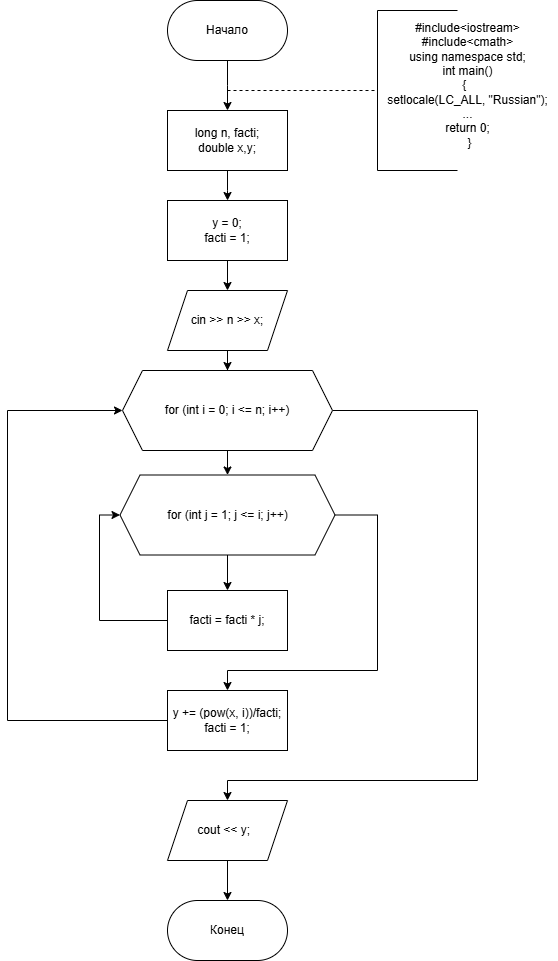 Начало
#include<iostream>
#include<cmath>
using namespace std;
int main()
{
setlocale(LC_ALL, "Russian");
...
return 0;
}
long n, facti;
double x,y;
y = 0;
facti = 1;
cin >> n >> x;
for (int i = 0; i <= n; i++)
for (int j = 1; j <= i; j++)
facti = facti * j;
y += (pow(x, i))/facti;
facti = 1;
cout << y;
Конец